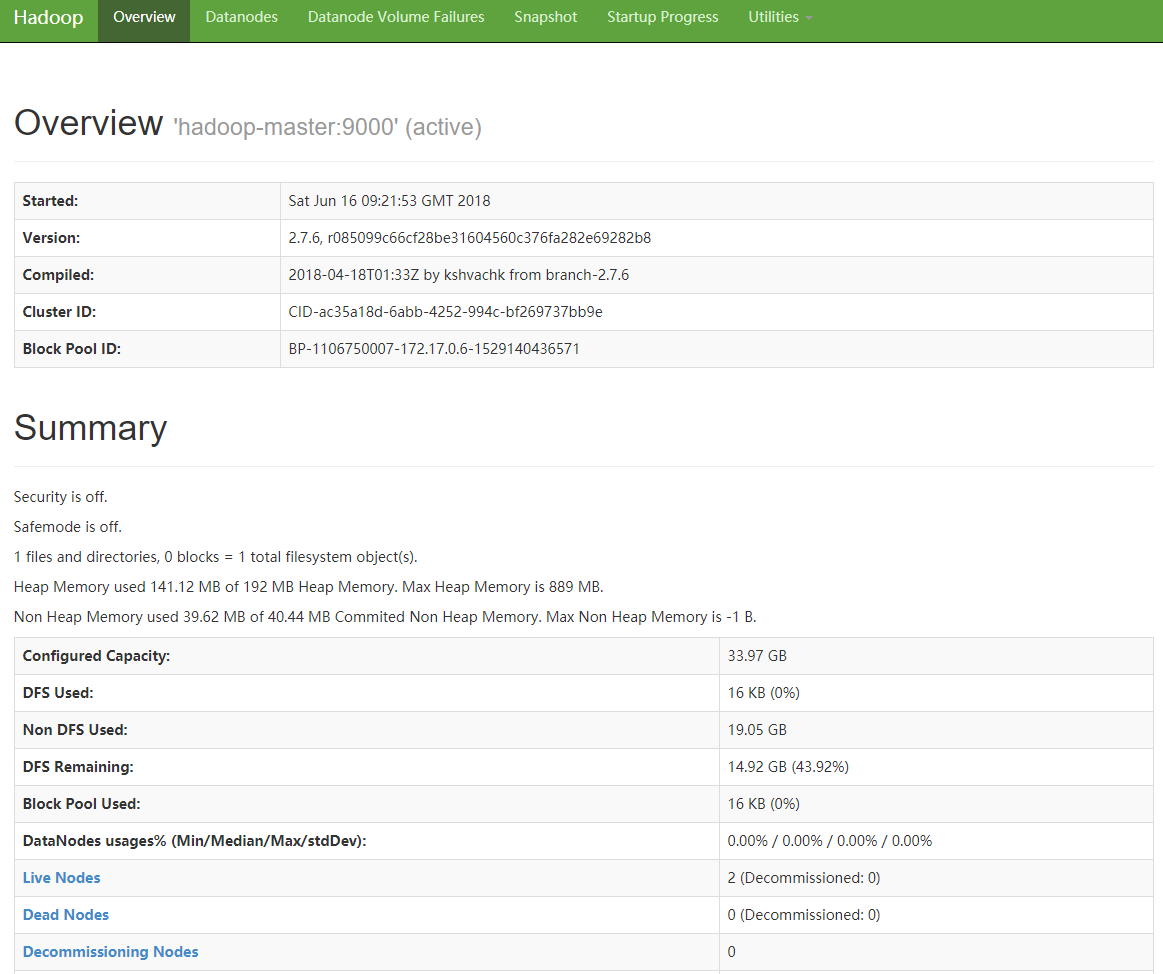 Hadoop Overview Datanodes Datanode Volume Failures Snapshot Startup Progress Utilities
Overview 'hadoop-master:9000' (active)
Started: Sat Jun 16 09:21:53 GMT 2018
Version: 2.7.6, r085099c66cf28be31604560c376fa282e69282b8
Compiled: 2018-04-18T01:33Z by kshvachk from branch-2.7.6
Cluster ID: CID-ac35a18d-6abb-4252-994c-bf269737bb9e
Block Pool ID: BP-1106750007-172.17.0.6-1529140436571
Summary
Security is off.
Safemode is off.
1 files and directories, 0 blocks = 1 total filesystem object(s).
Heap Memory used 141.12 MB of 192 MB Heap Memory. Max Heap Memory is 889 MB.
Non Heap Memory used 39.62 MB of 40.44 MB Commited Non Heap Memory. Max Non Heap Memory is -1 B.
Configured Capacity: 33.97 GB
DFS Used: 16 KB (0%)
Non DFS Used: 19.05 GB
DFS Remaining: 14.92 GB (43.92%)
Block Pool Used: 16 KB (0%)
DataNodes usages% (Min/Median/Max/stdDev): 0.00% / 0.00% / 0.00% / 0.00%
Live Nodes 2 (Decommissioned: 0)
Dead Nodes 0 (Decommissioned: 0)
Decommissioning Nodes 0